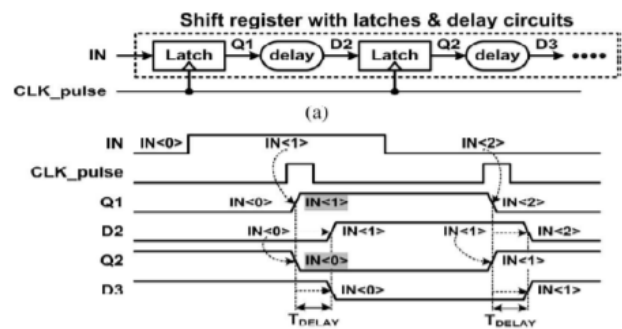 Shift register with latches & delay circuits
IN Latch Q1 delay D2 Latch Q2 delay D3 ••••
CLK_pulse
(a)
IN IN<0> IN<1> IN<2>
CLK_pulse
Q1 IN<0> IN<1> IN<2>
D2 IN<0> IN<1> IN<1> IN<2>
Q2 IN<0> IN<1>
D3 IN<0> IN<1>
TDELAY TDELAY